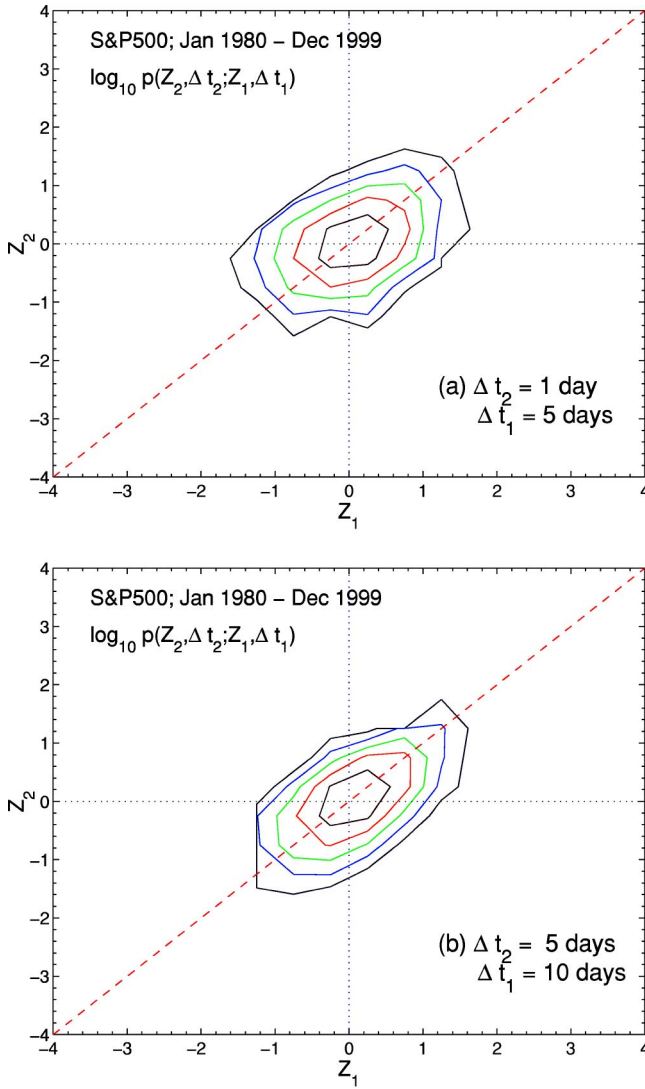 4
S&P500; Jan 1980 – Dec 1999
3
log10 p(Z2,Δ t2;Z1,Δ t1)
2
1
Z2
0
−1
−2
(a) Δ t2 = 1 day
Δ t1 = 5 days
−3
−4
−4 −3 −2 −1 0 1 2 3 4
Z1
4
S&P500; Jan 1980 – Dec 1999
3
log10 p(Z2,Δ t2;Z1,Δ t1)
2
1
Z2
0
−1
−2
(b) Δ t2 = 5 days
Δ t1 = 10 days
−3
−4
−4 −3 −2 −1 0 1 2 3 4
Z1